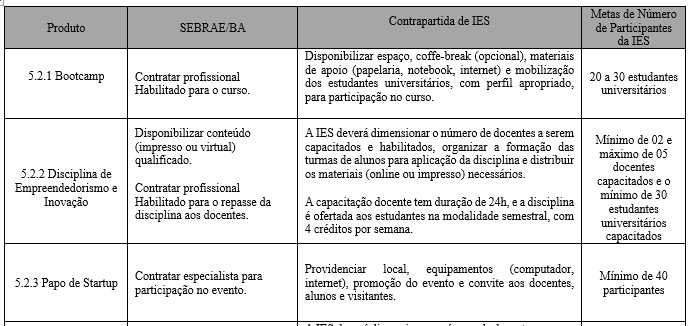 Produto
SEBRAE/BA
Contrapartida de IES
Metas de Número
de Participantes
da IES
5.2.1 Bootcamp
Contratar profissional
Habilitado para o curso.
Disponibilizar espaço, coffe-break (opcional), materiais
de apoio (papelaria, notebook, internet) e mobilização
dos estudantes universitários, com perfil apropriado,
para participação no curso.
20 a 30 estudantes
universitários
5.2.2 Disciplina de
Empreendedorismo e
Inovação
Disponibilizar conteúdo
(impresso ou virtual)
qualificado.
Contratar profissional
Habilitado para o repasse da
disciplina aos docentes.
A IES deverá dimensionar o número de docentes a serem
capacitados e habilitados, organizar a formação das
turmas de alunos para aplicação da disciplina e distribuir
os materiais (online ou impresso) necessários.
A capacitação docente tem duração de 24h, e a disciplina
é ofertada aos estudantes na modalidade semestral, com
4 créditos por semana.
Mínimo de 02 e
máximo de 05
docentes
capacitados e o
mínimo de 30
estudantes
universitários
capacitados
5.2.3 Papo de Startup
Contratar especialista para
participação no evento.
Providenciar local, equipamentos (computador,
internet), promoção do evento e convite aos docentes,
alunos e visitantes.
Mínimo de 40
participantes